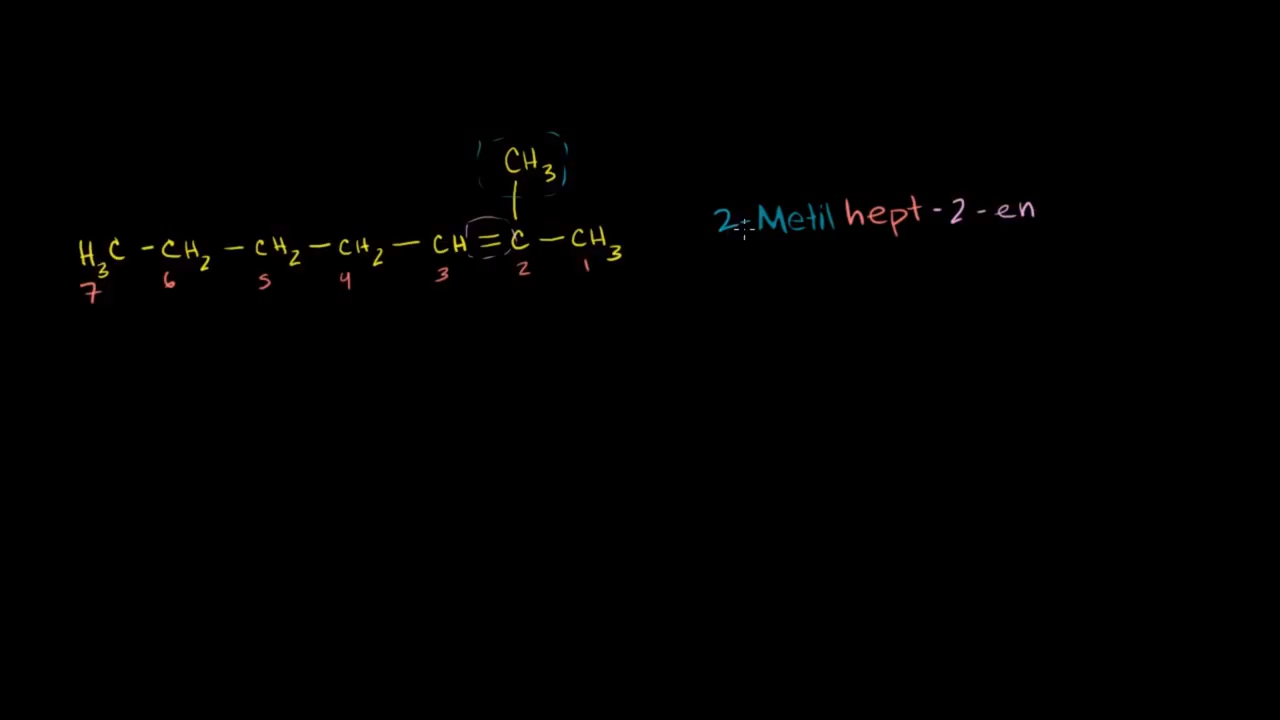 CH3
H3C - CH2 - CH2 - CH2 - CH = C - CH3
7 6 5 4 3 2 1
2-Metil hept-2-en